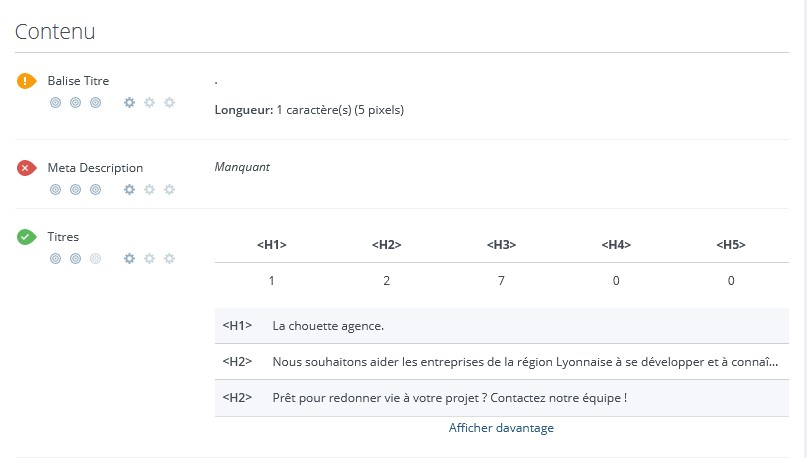 Contenu
Balise Titre
.
Longueur: 1 caractère(s) (5 pixels)
Meta Description
Manquant
Titres
<H1> <H2> <H3> <H4> <H5>
1 2 7 0 0
<H1> La chouette agence.
<H2> Nous souhaitons aider les entreprises de la région Lyonnaise à se développer et à connaî...
<H2> Prêt pour redonner vie à votre projet ? Contactez notre équipe !
Afficher davantage